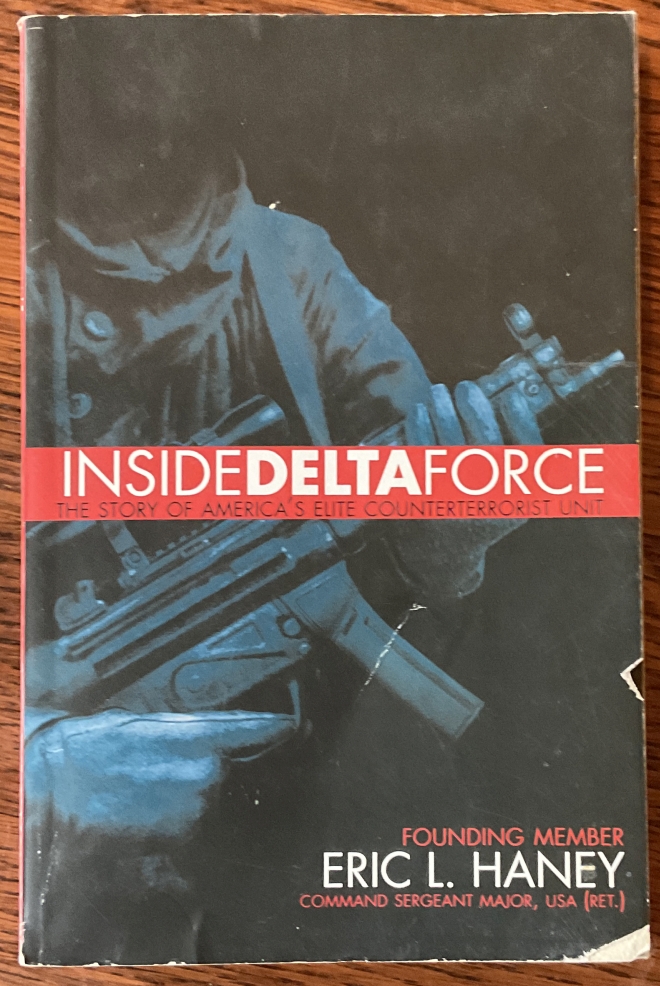 INSIDEDELTAFORCE
THE STORY OF AMERICA'S ELITE COUNTERTERRORIST UNIT
FOUNDING MEMBER
ERIC L. HANEY
COMMAND SERGEANT MAJOR, USA (RET.)